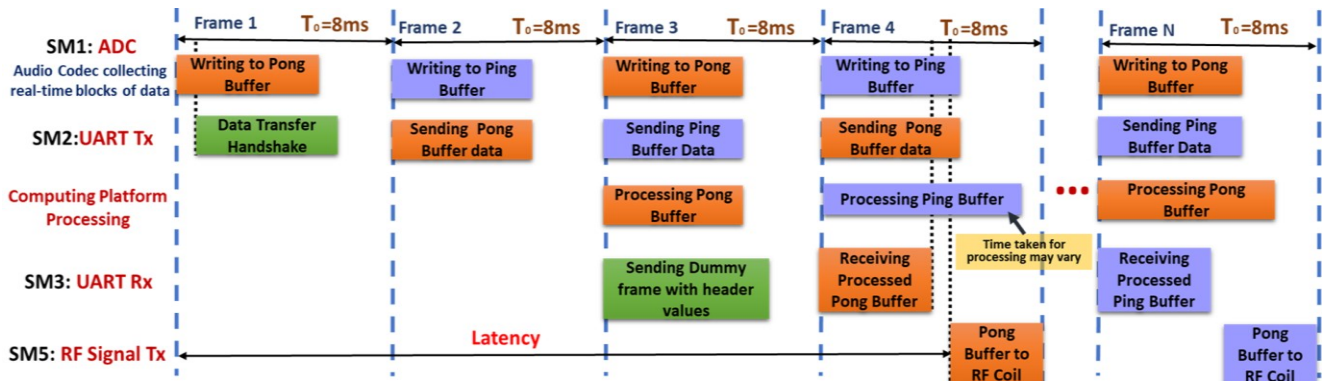 Frame 1 T₀=8ms Frame 2 T₀=8ms Frame 3 T₀=8ms Frame 4 T₀=8ms Frame N T₀=8ms
SM1: ADC
Audio Codec collecting
real-time blocks of data
Writing to Pong
Buffer
Writing to Ping
Buffer
Writing to Pong
Buffer
Writing to Ping
Buffer
Writing to Pong
Buffer
SM2:UART Tx
Data Transfer
Handshake
Sending Pong
Buffer data
Sending Ping
Buffer Data
Sending Pong
Buffer data
Sending Ping
Buffer Data
Computing Platform
Processing
Processing Pong
Buffer
Processing Ping Buffer
Processing Pong
Buffer
Time taken for
processing may vary
SM3: UART Rx
Sending Dummy
frame with header
values
Receiving
Processed
Pong Buffer
Receiving
Processed
Ping Buffer
SM5: RF Signal Tx
Latency
Pong
Buffer to
RF Coil
Pong
Buffer to
RF Coil